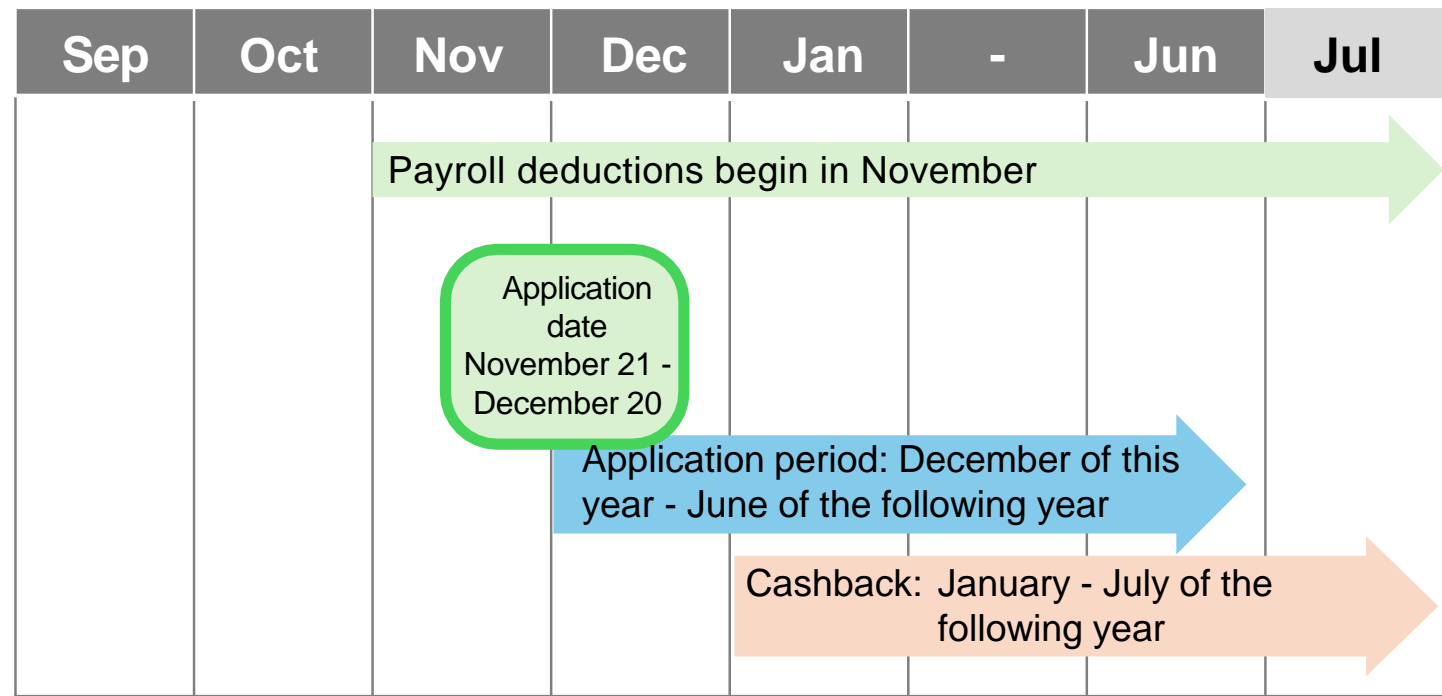 Sep Oct Nov Dec Jan - Jun Jul
Payroll deductions begin in November
Application
date
November 21 -
December 20
Application period: December of this
year - June of the following year
Cashback: January - July of the
following year